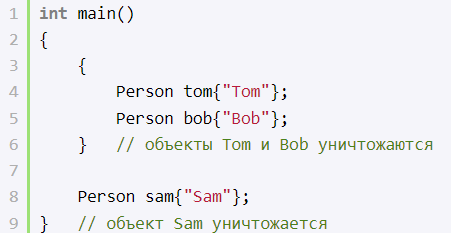 1 int main()
2 {
3     {
4         Person tom{"Tom"};
5         Person bob{"Bob"};
6     }   // объекты Tom и Bob уничтожаются
7
8     Person sam{"Sam"};
9 }   // объект Sam уничтожается